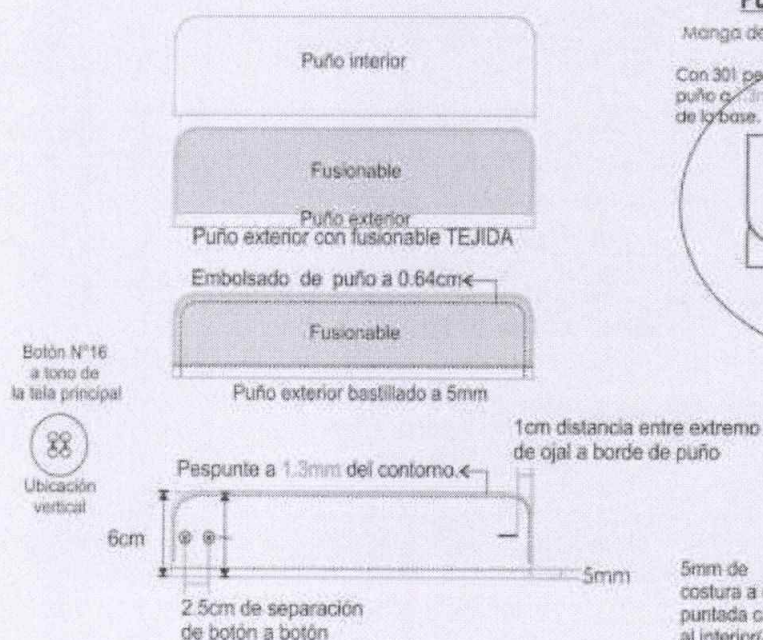 Puño interior
Fusionable
Puño exterior
Puño exterior con fusionable TEJIDA
Embolsado de puño a 0.64cm
Fusionable
Puño exterior bastillado a 5mm
Botón N°16
a tono de
la tela principal
Ubicación
vertical
Pespunte a 1.3mm del contorno.
1cm distancia entre extremo
de ojal a borde de puño
6cm
5mm
2.5cm de separación
de botón a botón
Manga de
Con 301
puño a
de la base.
5mm de
costura a
puntada
al interior